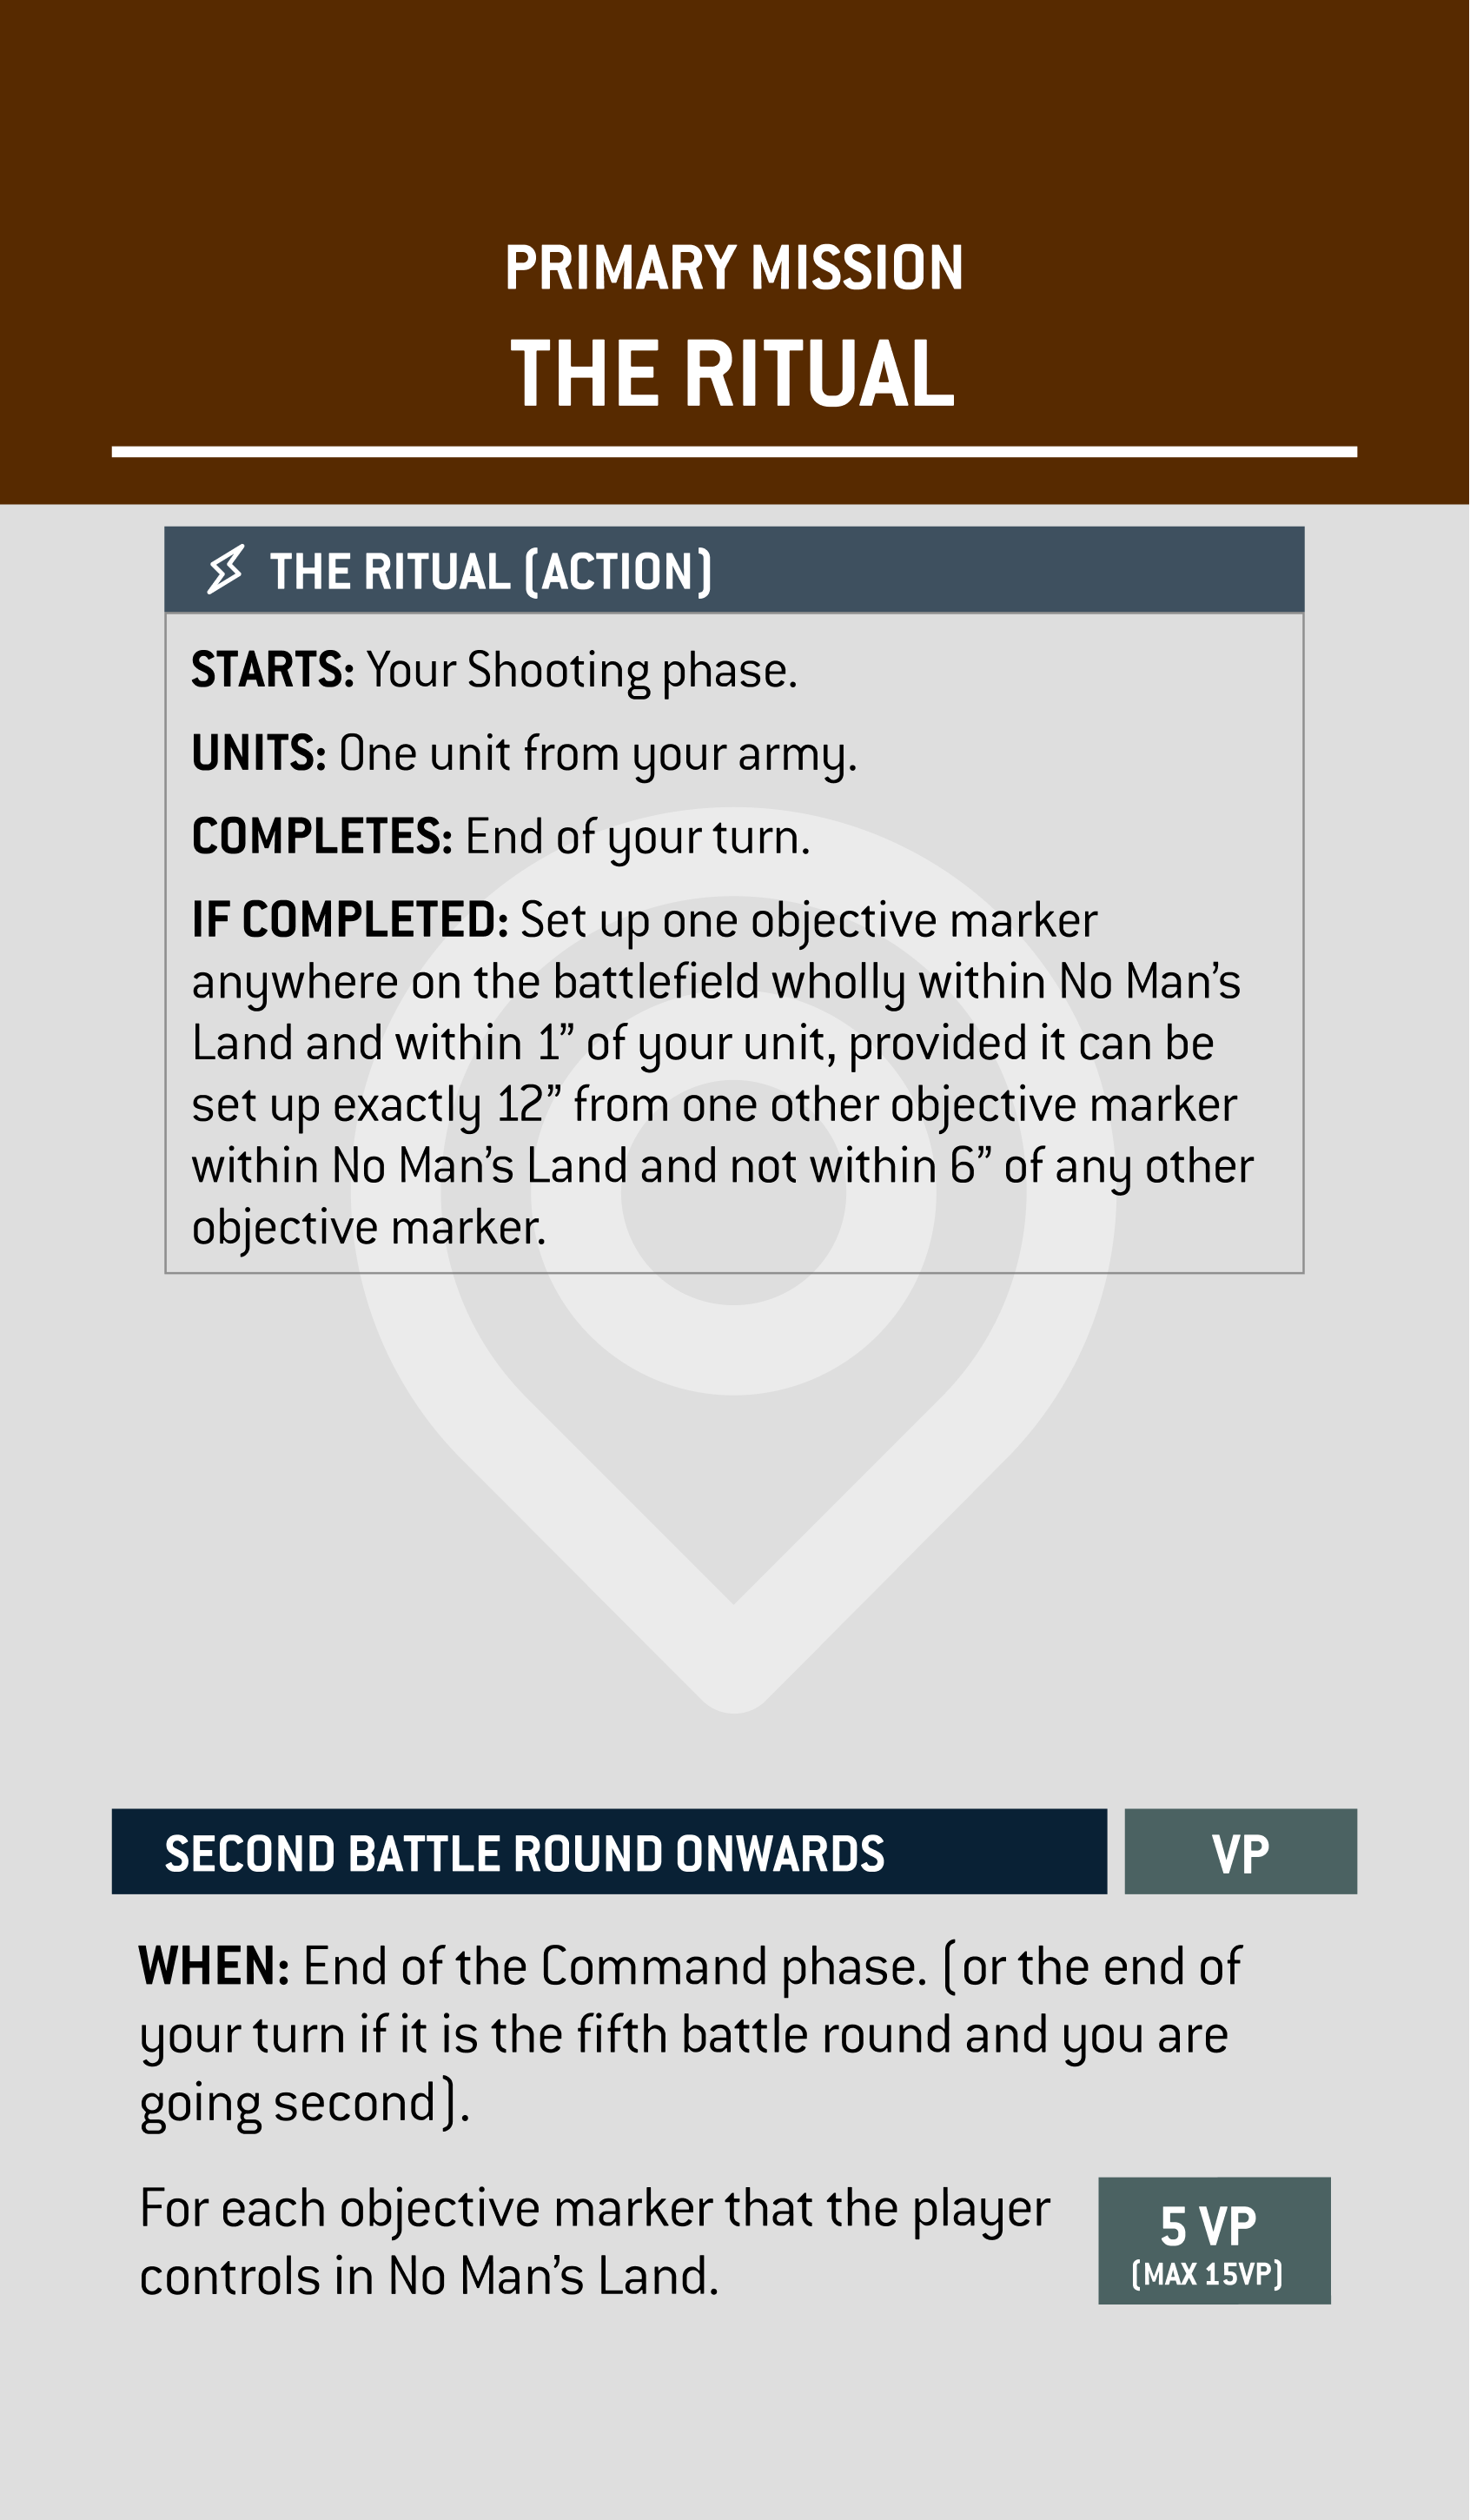 PRIMARY MISSION
THE RITUAL
THE RITUAL (ACTION)
STARTS: Your Shooting phase.
UNITS: One unit from your army.
COMPLETES: End of your turn.
IF COMPLETED: Set up one objective marker
anywhere on the battlefield wholly within No Man’s
Land and within 1” of your unit, provided it can be
set up exactly 12” from one other objective marker
within No Man’s Land and not within 6” of any other
objective marker.
SECOND BATTLE ROUND ONWARDS
VP
WHEN: End of the Command phase. (or the end of
your turn if it is the fifth battle round and you are
going second).
For each objective marker that the player
controls in No Man’s Land.
5 VP
(MAX 15VP)